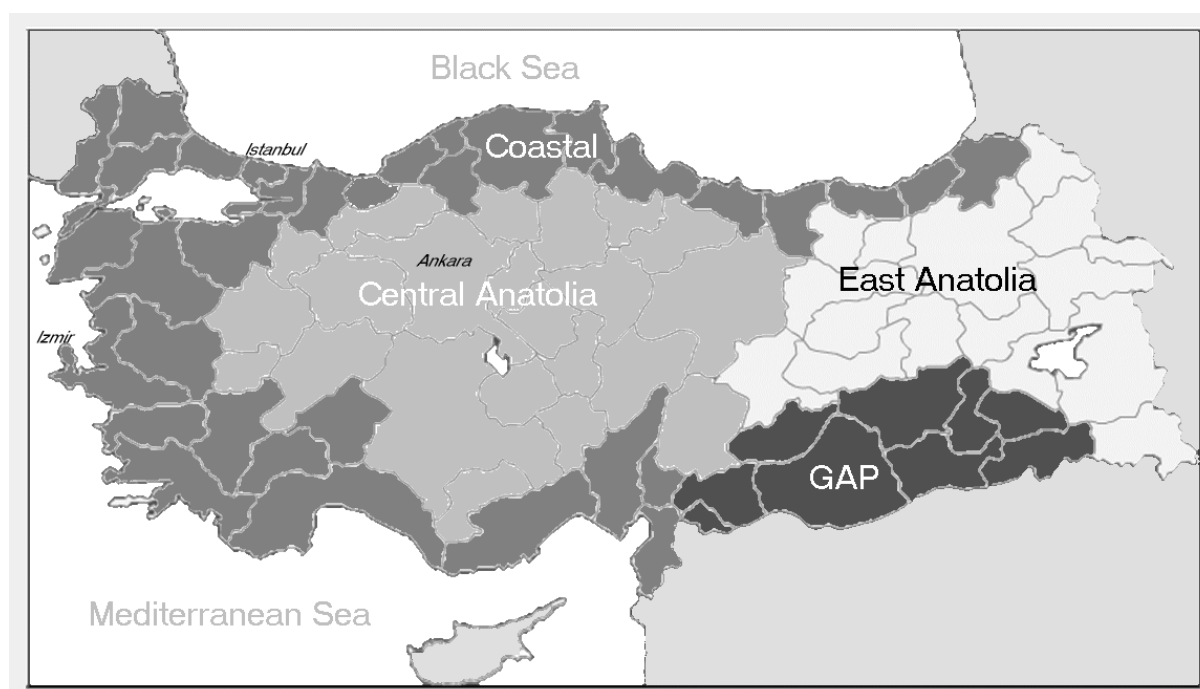 Black Sea
Istanbul
Coastal
Ankara
East Anatolia
Central Anatolia
Izmir
GAP
Mediterranean Sea